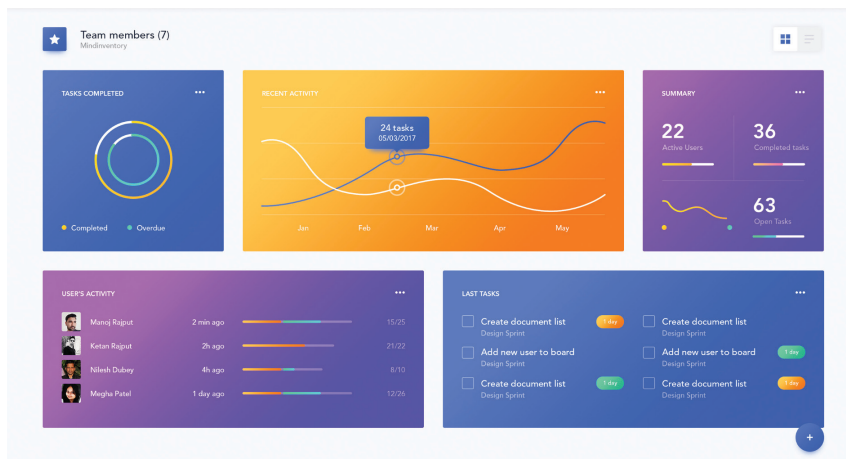 Team members (7)
Mindinventory
TASKS COMPLETED
Completed
Overdue
RECENT ACTIVITY
24 tasks
05/03/2017
Jan
Feb
Mar
Apr
May
SUMMARY
22
Active Users
36
Completed tasks
63
Open Tasks
USER'S ACTIVITY
Manoj Rajput 2 min ago 15/25
Ketan Rajput 2h ago 21/22
Nilesh Dubey 4h ago 8/10
Megha Patel 1 day ago 12/26
LAST TASKS
Create document list 1 day
Design Sprint
Add new user to board
Design Sprint
Create document list 1 day
Design Sprint
Create document list
Design Sprint
Add new user to board 1 day
Design Sprint
Create document list 1 day
Design Sprint